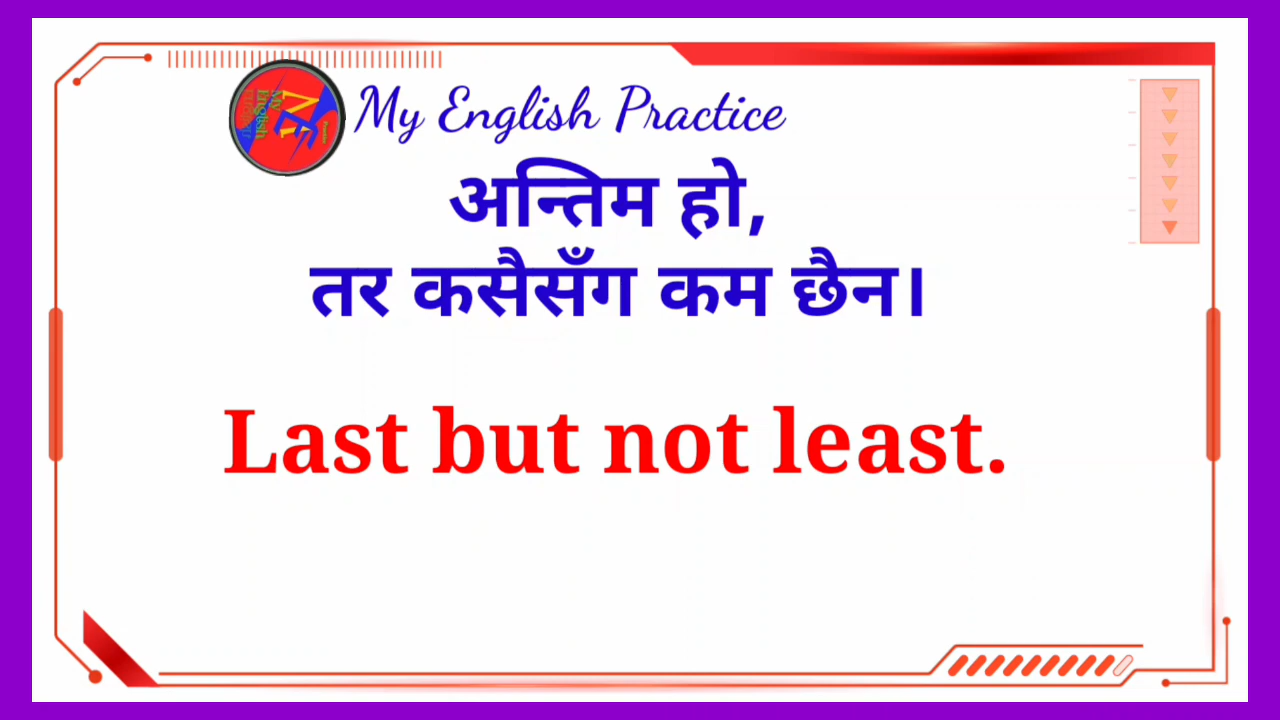 My English Practice
अन्तिम हो,
तर कसैसँग कम छैन।
Last but not least.